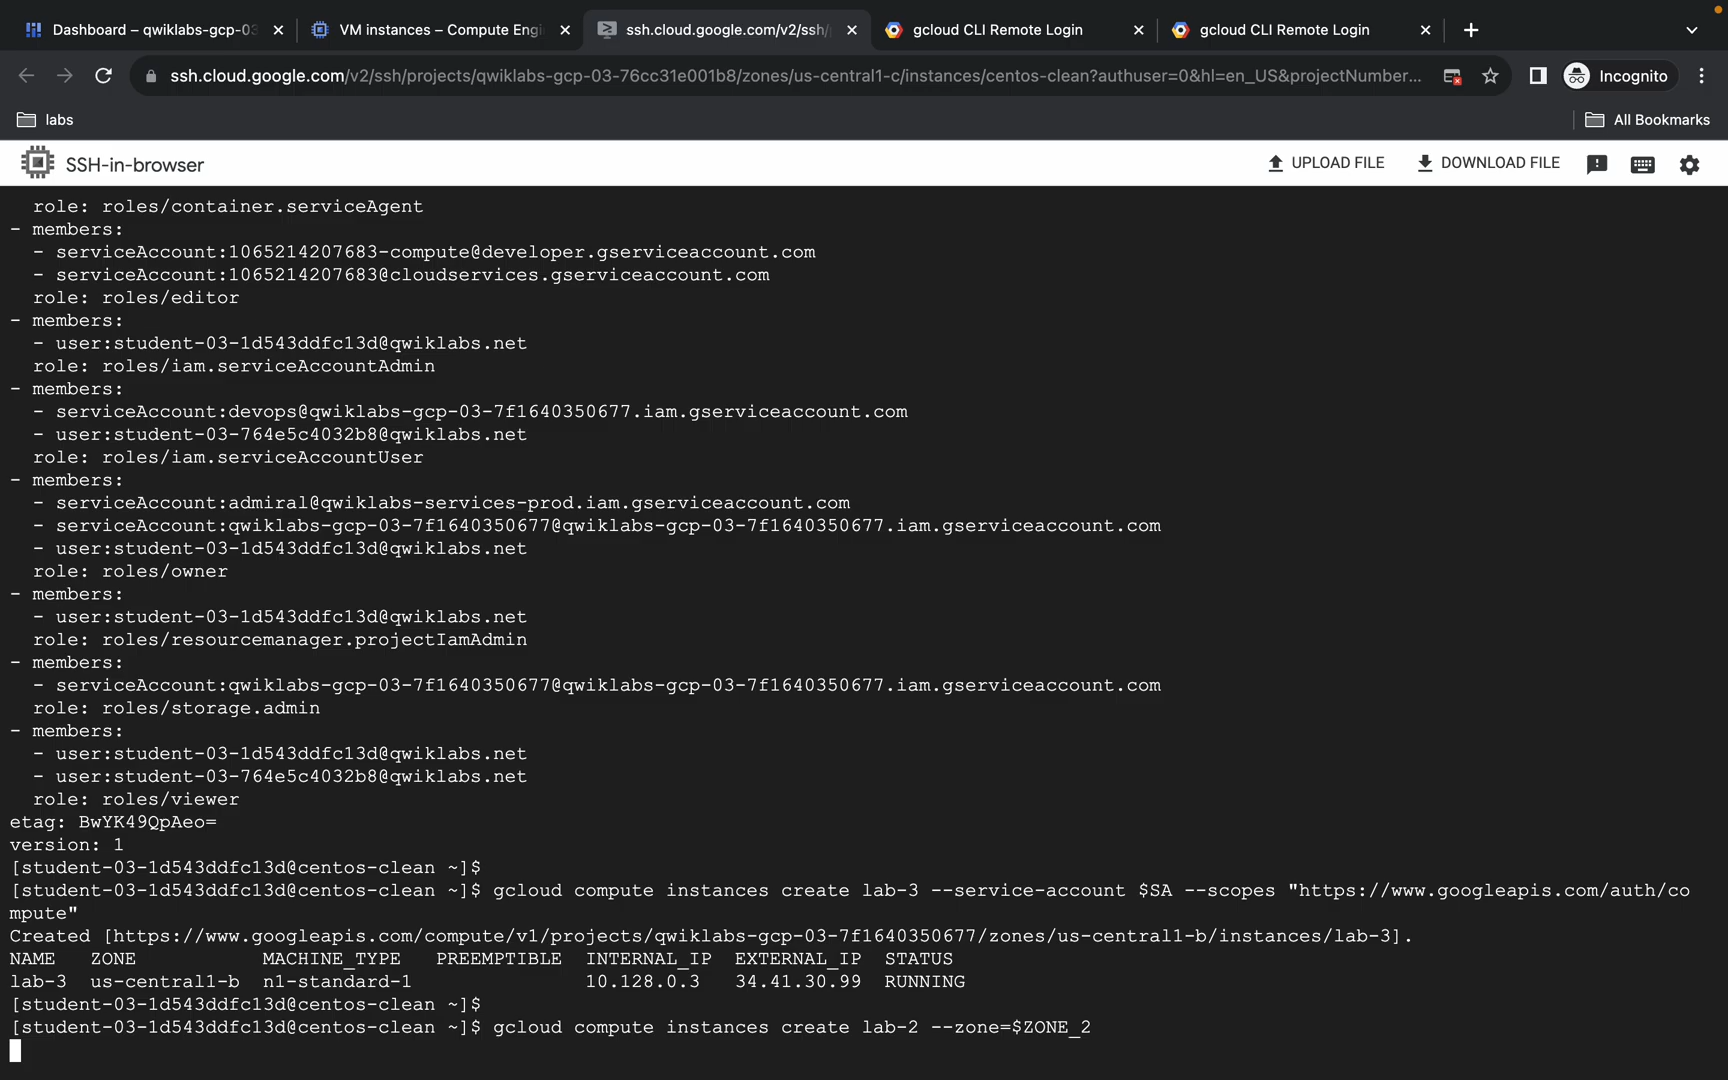 Dashboard – qwiklabs-gcp-03
VM instances – Compute Engi
ssh.cloud.google.com/v2/ssh/
gcloud CLI Remote Login
gcloud CLI Remote Login
ssh.cloud.google.com/v2/ssh/projects/qwiklabs-gcp-03-76cc31e001b8/zones/us-central1-c/instances/centos-clean?authuser=0&hl=en_US&projectNumber...
Incognito
labs
All Bookmarks
SSH-in-browser
UPLOAD FILE
DOWNLOAD FILE
role: roles/container.serviceAgent
- members:
- serviceAccount:1065214207683-compute@developer.gserviceaccount.com
- serviceAccount:1065214207683@cloudservices.gserviceaccount.com
role: roles/editor
- members:
- user:student-03-1d543ddfc13d@qwiklabs.net
role: roles/iam.serviceAccountAdmin
- members:
- serviceAccount:devops@qwiklabs-gcp-03-7f1640350677.iam.gserviceaccount.com
- user:student-03-764e5c4032b8@qwiklabs.net
role: roles/iam.serviceAccountUser
- members:
- serviceAccount:admiral@qwiklabs-services-prod.iam.gserviceaccount.com
- serviceAccount:qwiklabs-gcp-03-7f1640350677@qwiklabs-gcp-03-7f1640350677.iam.gserviceaccount.com
- user:student-03-1d543ddfc13d@qwiklabs.net
role: roles/owner
- members:
- user:student-03-1d543ddfc13d@qwiklabs.net
role: roles/resourcemanager.projectIamAdmin
- members:
- serviceAccount:qwiklabs-gcp-03-7f1640350677@qwiklabs-gcp-03-7f1640350677.iam.gserviceaccount.com
role: roles/storage.admin
- members:
- user:student-03-1d543ddfc13d@qwiklabs.net
- user:student-03-764e5c4032b8@qwiklabs.net
role: roles/viewer
etag: BwYK49QpAeo=
version: 1
[student-03-1d543ddfc13d@centos-clean ~]$
[student-03-1d543ddfc13d@centos-clean ~]$ gcloud compute instances create lab-3 --service-account $SA --scopes "https://www.googleapis.com/auth/co
mpute"
Created [https://www.googleapis.com/compute/v1/projects/qwiklabs-gcp-03-7f1640350677/zones/us-central1-b/instances/lab-3].
NAME ZONE MACHINE_TYPE PREEMPTIBLE INTERNAL_IP EXTERNAL_IP STATUS
lab-3 us-central1-b n1-standard-1 10.128.0.3 34.41.30.99 RUNNING
[student-03-1d543ddfc13d@centos-clean ~]$
[student-03-1d543ddfc13d@centos-clean ~]$ gcloud compute instances create lab-2 --zone=$ZONE_2